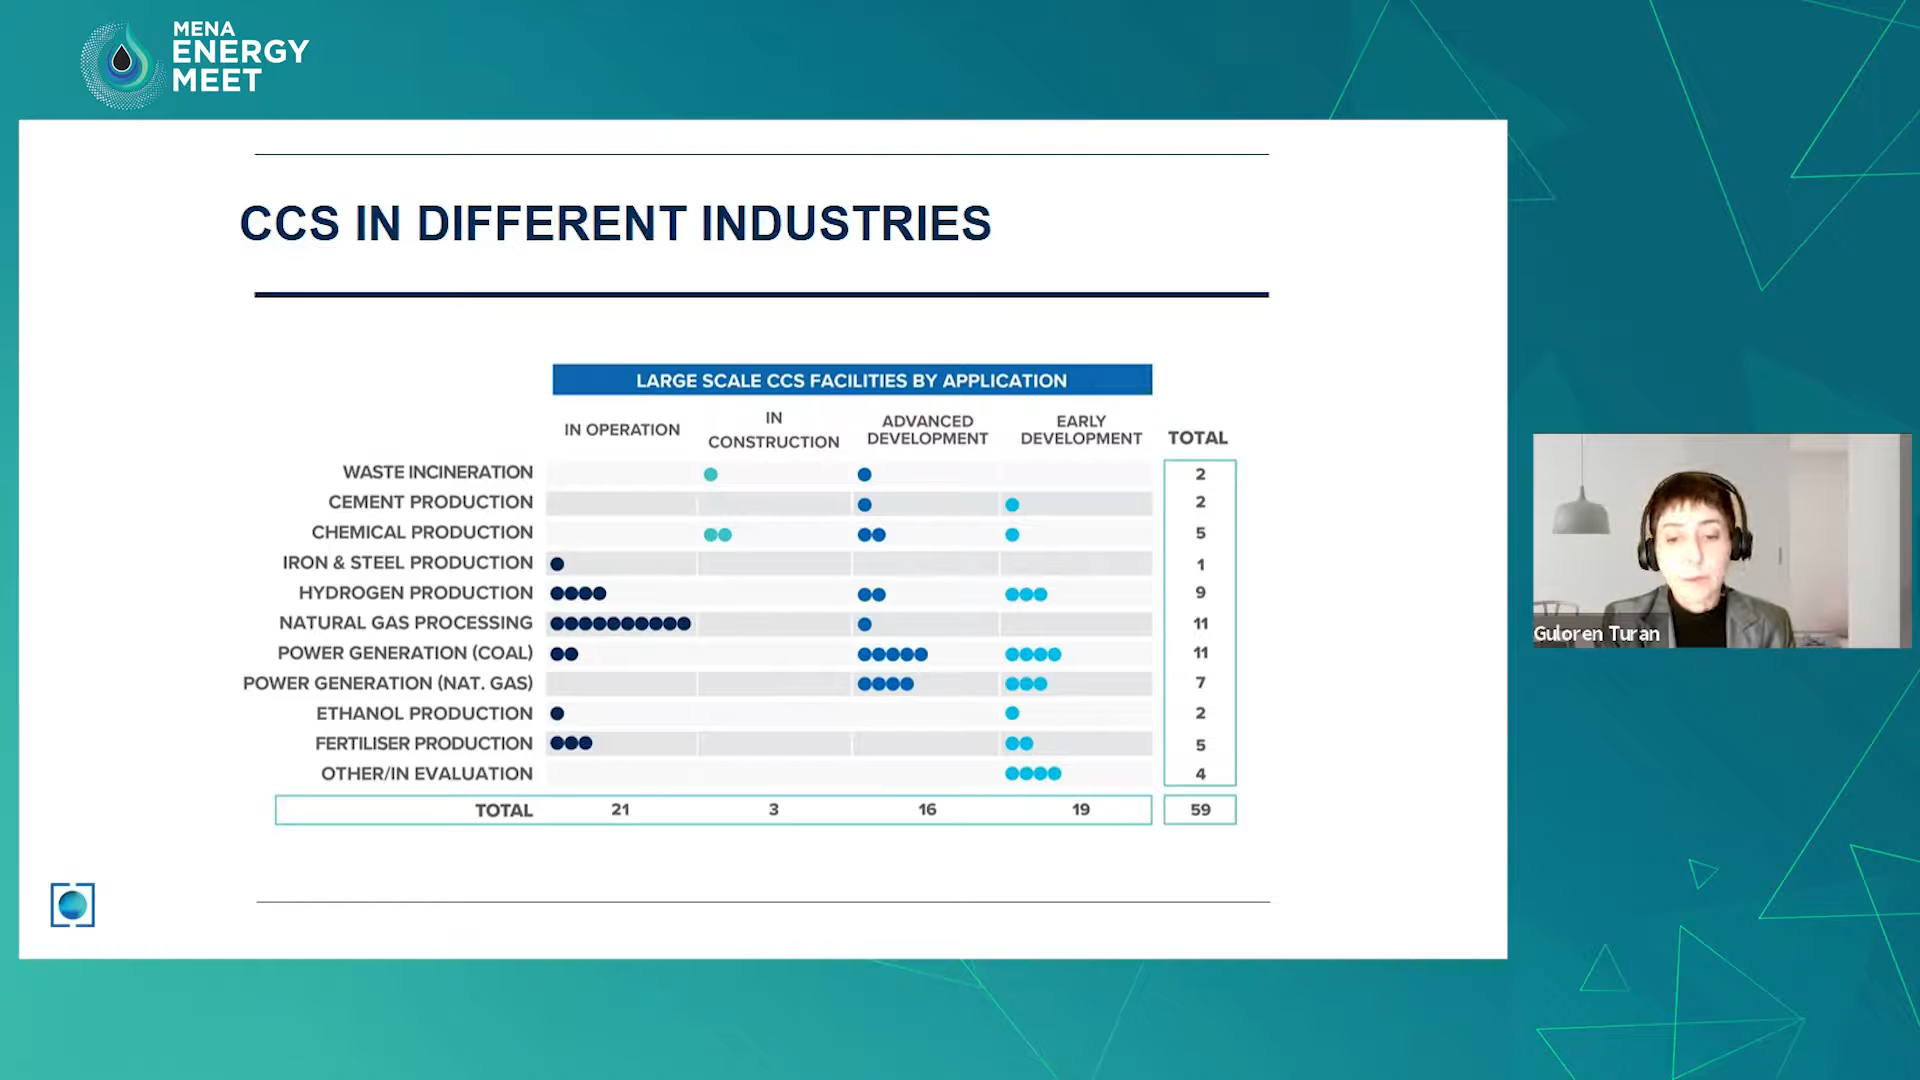 MENA
ENERGY
MEET
CCS IN DIFFERENT INDUSTRIES
LARGE SCALE CCS FACILITIES BY APPLICATION
IN OPERATION
IN
CONSTRUCTION
ADVANCED
DEVELOPMENT
EARLY
DEVELOPMENT
TOTAL
WASTE INCINERATION 2
CEMENT PRODUCTION 2
CHEMICAL PRODUCTION 5
IRON & STEEL PRODUCTION 1
HYDROGEN PRODUCTION 9
NATURAL GAS PROCESSING 11
POWER GENERATION (COAL) 11
POWER GENERATION (NAT. GAS) 7
ETHANOL PRODUCTION 2
FERTILISER PRODUCTION 5
OTHER/IN EVALUATION 4
TOTAL 21 3 16 19 59
Guloren Turan